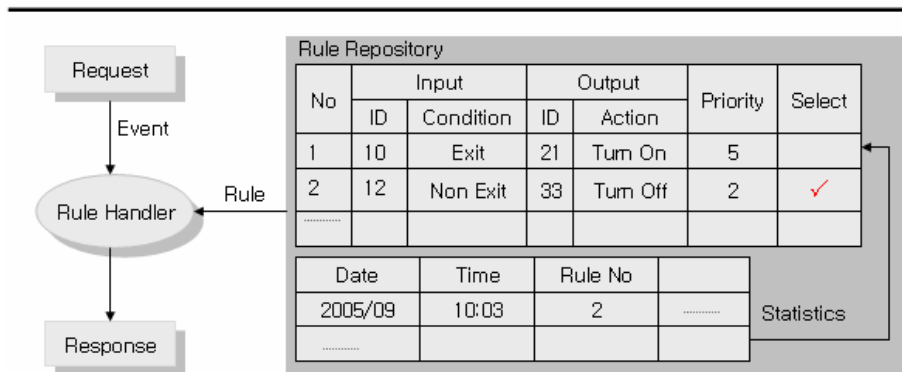 Rule Repository
Request
Event
Rule Handler
Rule
Response
No Input Output Priority Select
ID Condition ID Action
1 10 Exit 21 Turn On 5
2 12 Non Exit 33 Turn Off 2 ✓
............
Date Time Rule No
2005/09 10:03 2 ............
............
Statistics